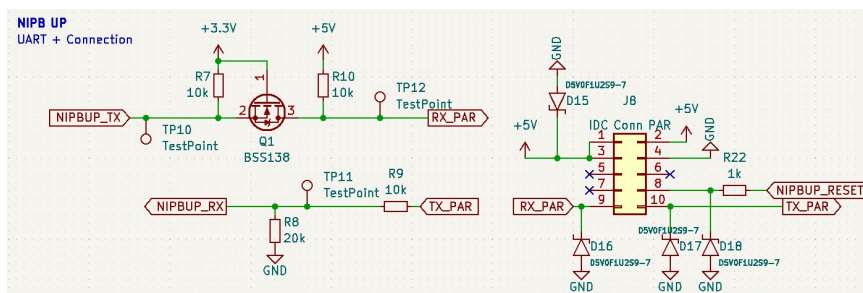 NIPB UP
UART + Connection
+3.3V
+5V
R7
10k
1
2
3
R10
10k
TP12
TestPoint
NIPBUP_TX
RX_PAR
TP10
TestPoint
Q1
BSS138
TP11
TestPoint
R9
10k
NIPBUP_RX
TX_PAR
R8
20k
GND
GND
D5V0F1U2S9-7
D15
J8
IDC Conn PAR
+5V
+5V
GND
1
2
3
4
5
6
7
8
9
10
R22
1k
NIPBUP_RESET
RX_PAR
TX_PAR
D16
D5V0F1U2S9-7
D17
D18
D5V0F1U2S9-7
D5V0F1U2S9-7
GND
GND
GND